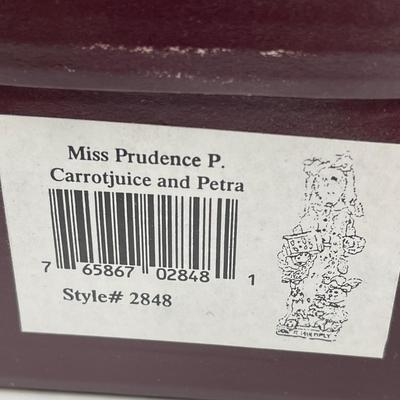 Miss Prudence P.
Carrotjuice and Petra
7 65867 02848 1
Style# 2848